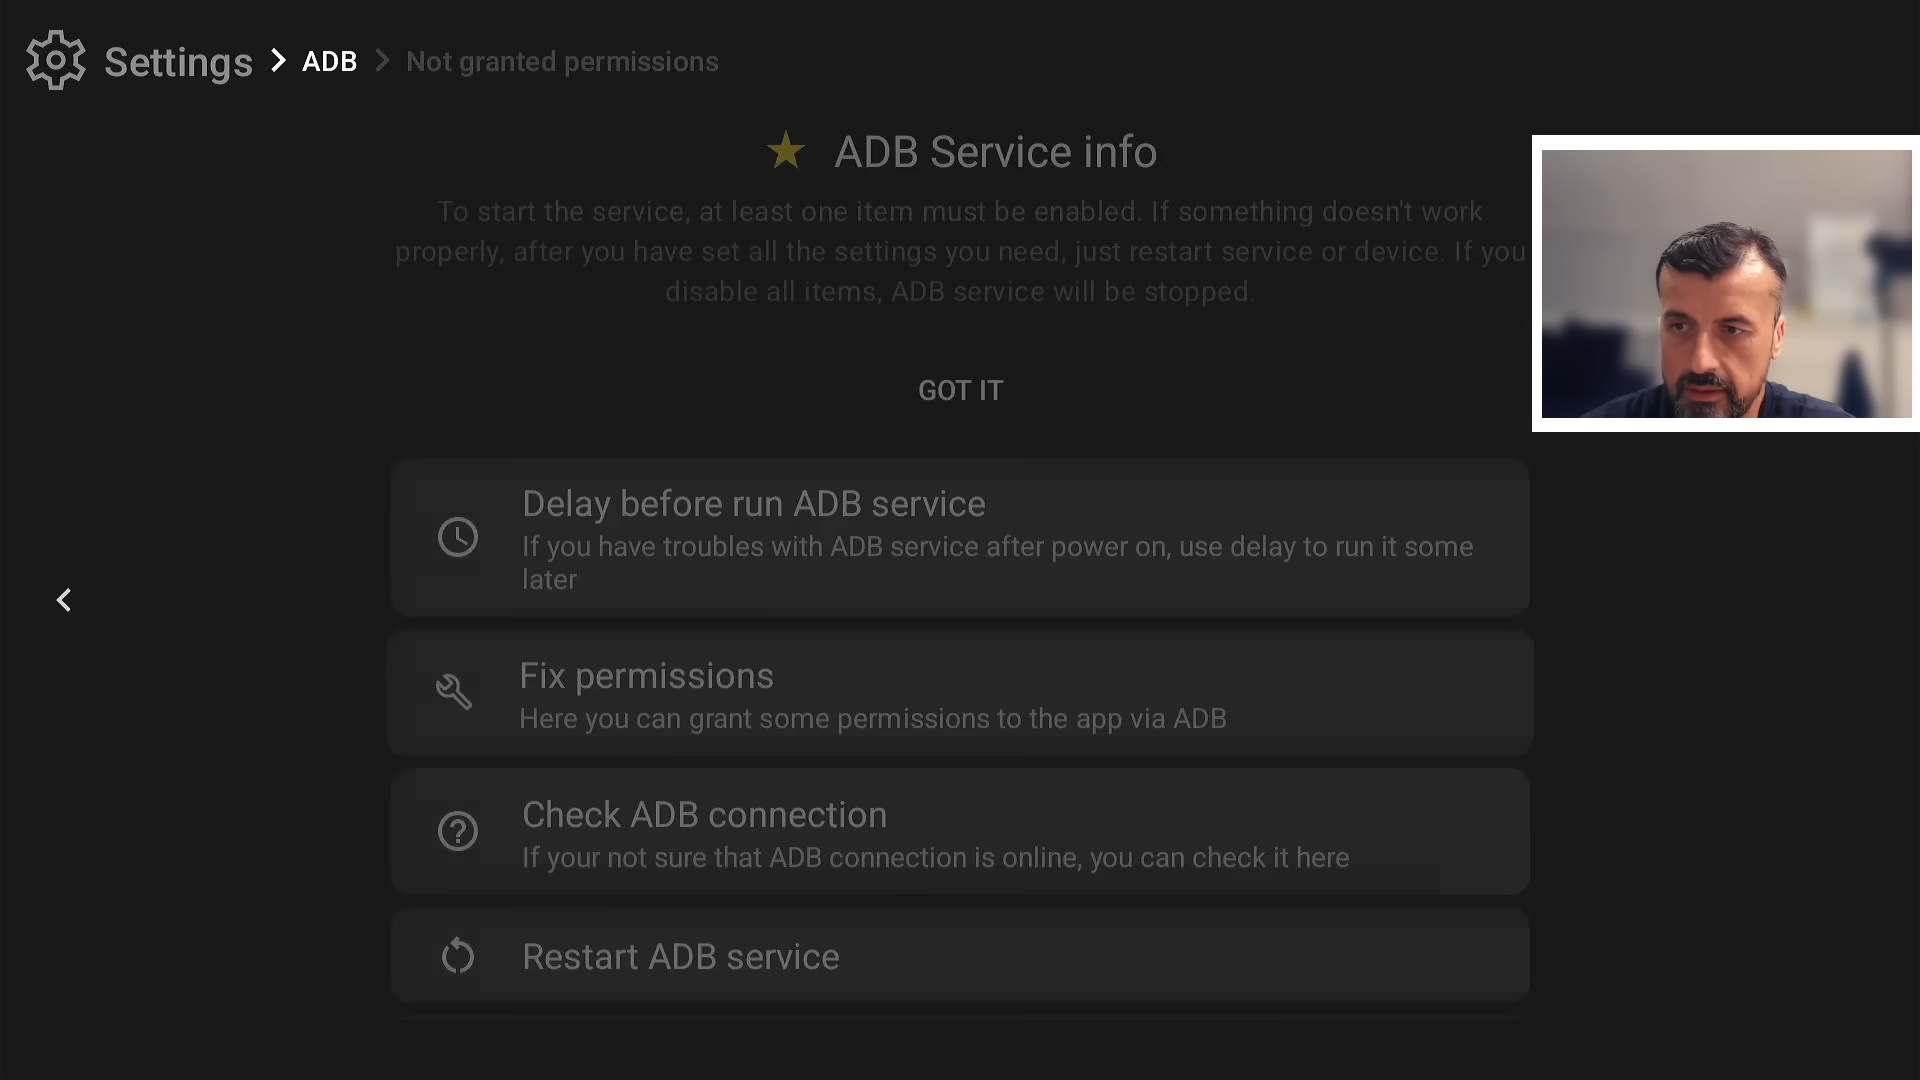 Settings > ADB > Not granted permissions
ADB Service info
To start the service, at least one item must be enabled. If something doesn't work
properly, after you have set all the settings you need, just restart service or device. If you
disable all items, ADB service will be stopped.
GOT IT
Delay before run ADB service
If you have troubles with ADB service after power on, use delay to run it some
later
Fix permissions
Here you can grant some permissions to the app via ADB
Check ADB connection
If your not sure that ADB connection is online, you can check it here
Restart ADB service